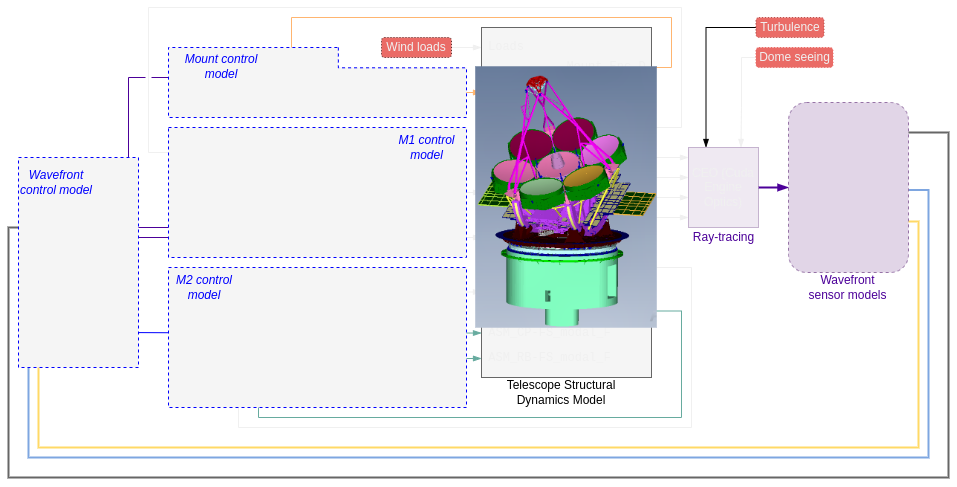 Turbulence
Wind loads
Dome seeing
Mount control
model
M1 control
model
Wavefront
control model
M2 control
model
Ray-tracing
Wavefront
sensor models
Telescope Structural
Dynamics Model